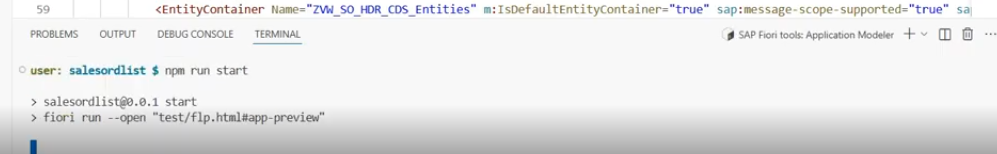 59 <EntityContainer Name="ZVW_SO_HDR_CDS_Entities" m:IsDefaultEntityContainer="true" sap:message-scope-supported="true" sa
PROBLEMS OUTPUT DEBUG CONSOLE TERMINAL SAP Fiori tools: Application Modeler
user: salesordlist $ npm run start
> salesordlist@0.0.1 start
> fiori run --open "test/flp.html#app-preview"